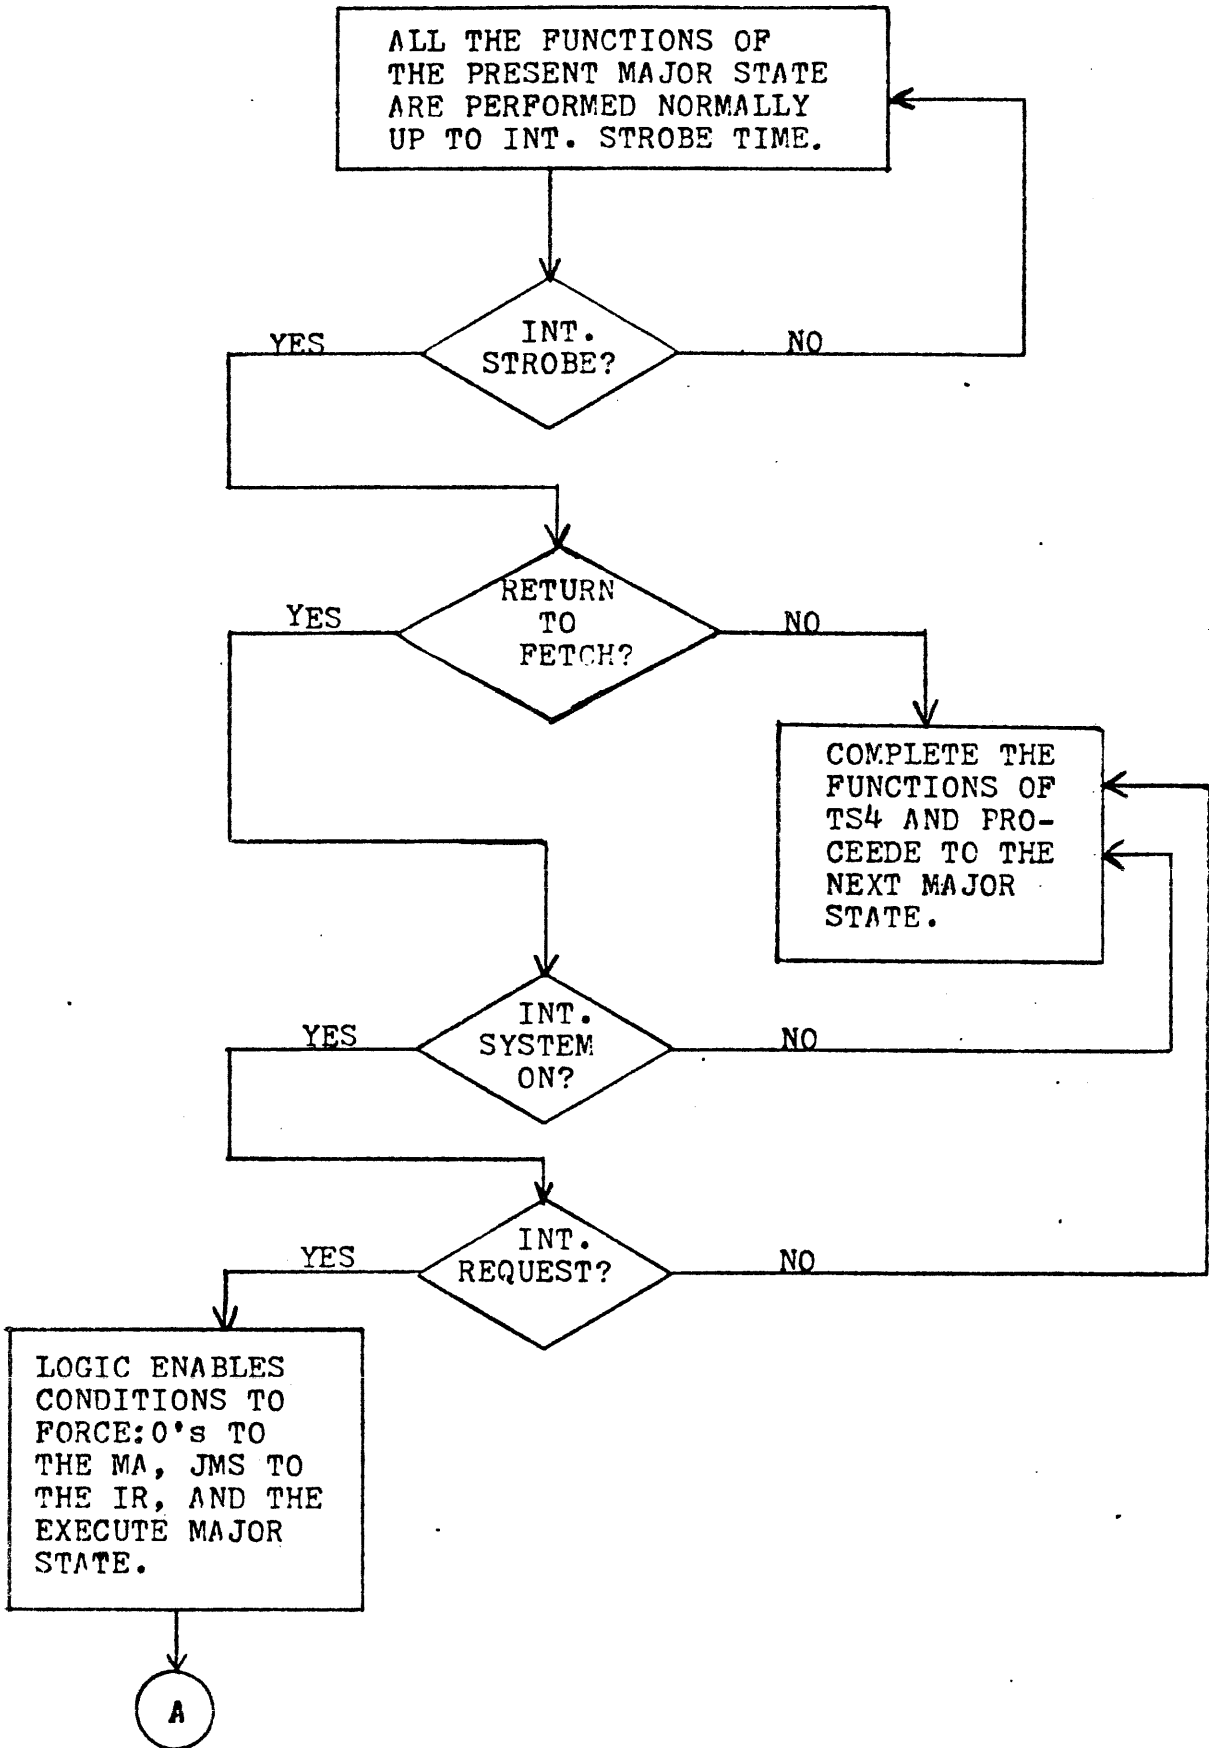 ALL THE FUNCTIONS OF
THE PRESENT MAJOR STATE
ARE PERFORMED NORMALLY
UP TO INT. STROBE TIME.
INT.
STROBE?
YES
NO
RETURN
TO
FETCH?
YES
NO
COMPLETE THE
FUNCTIONS OF
TS4 AND PRO-
CEEDE TO THE
NEXT MAJOR
STATE.
INT.
SYSTEM
ON?
YES
NO
INT.
REQUEST?
YES
NO
LOGIC ENABLES
CONDITIONS TO
FORCE:0's TO
THE MA, JMS TO
THE IR, AND THE
EXECUTE MAJOR
STATE.
A